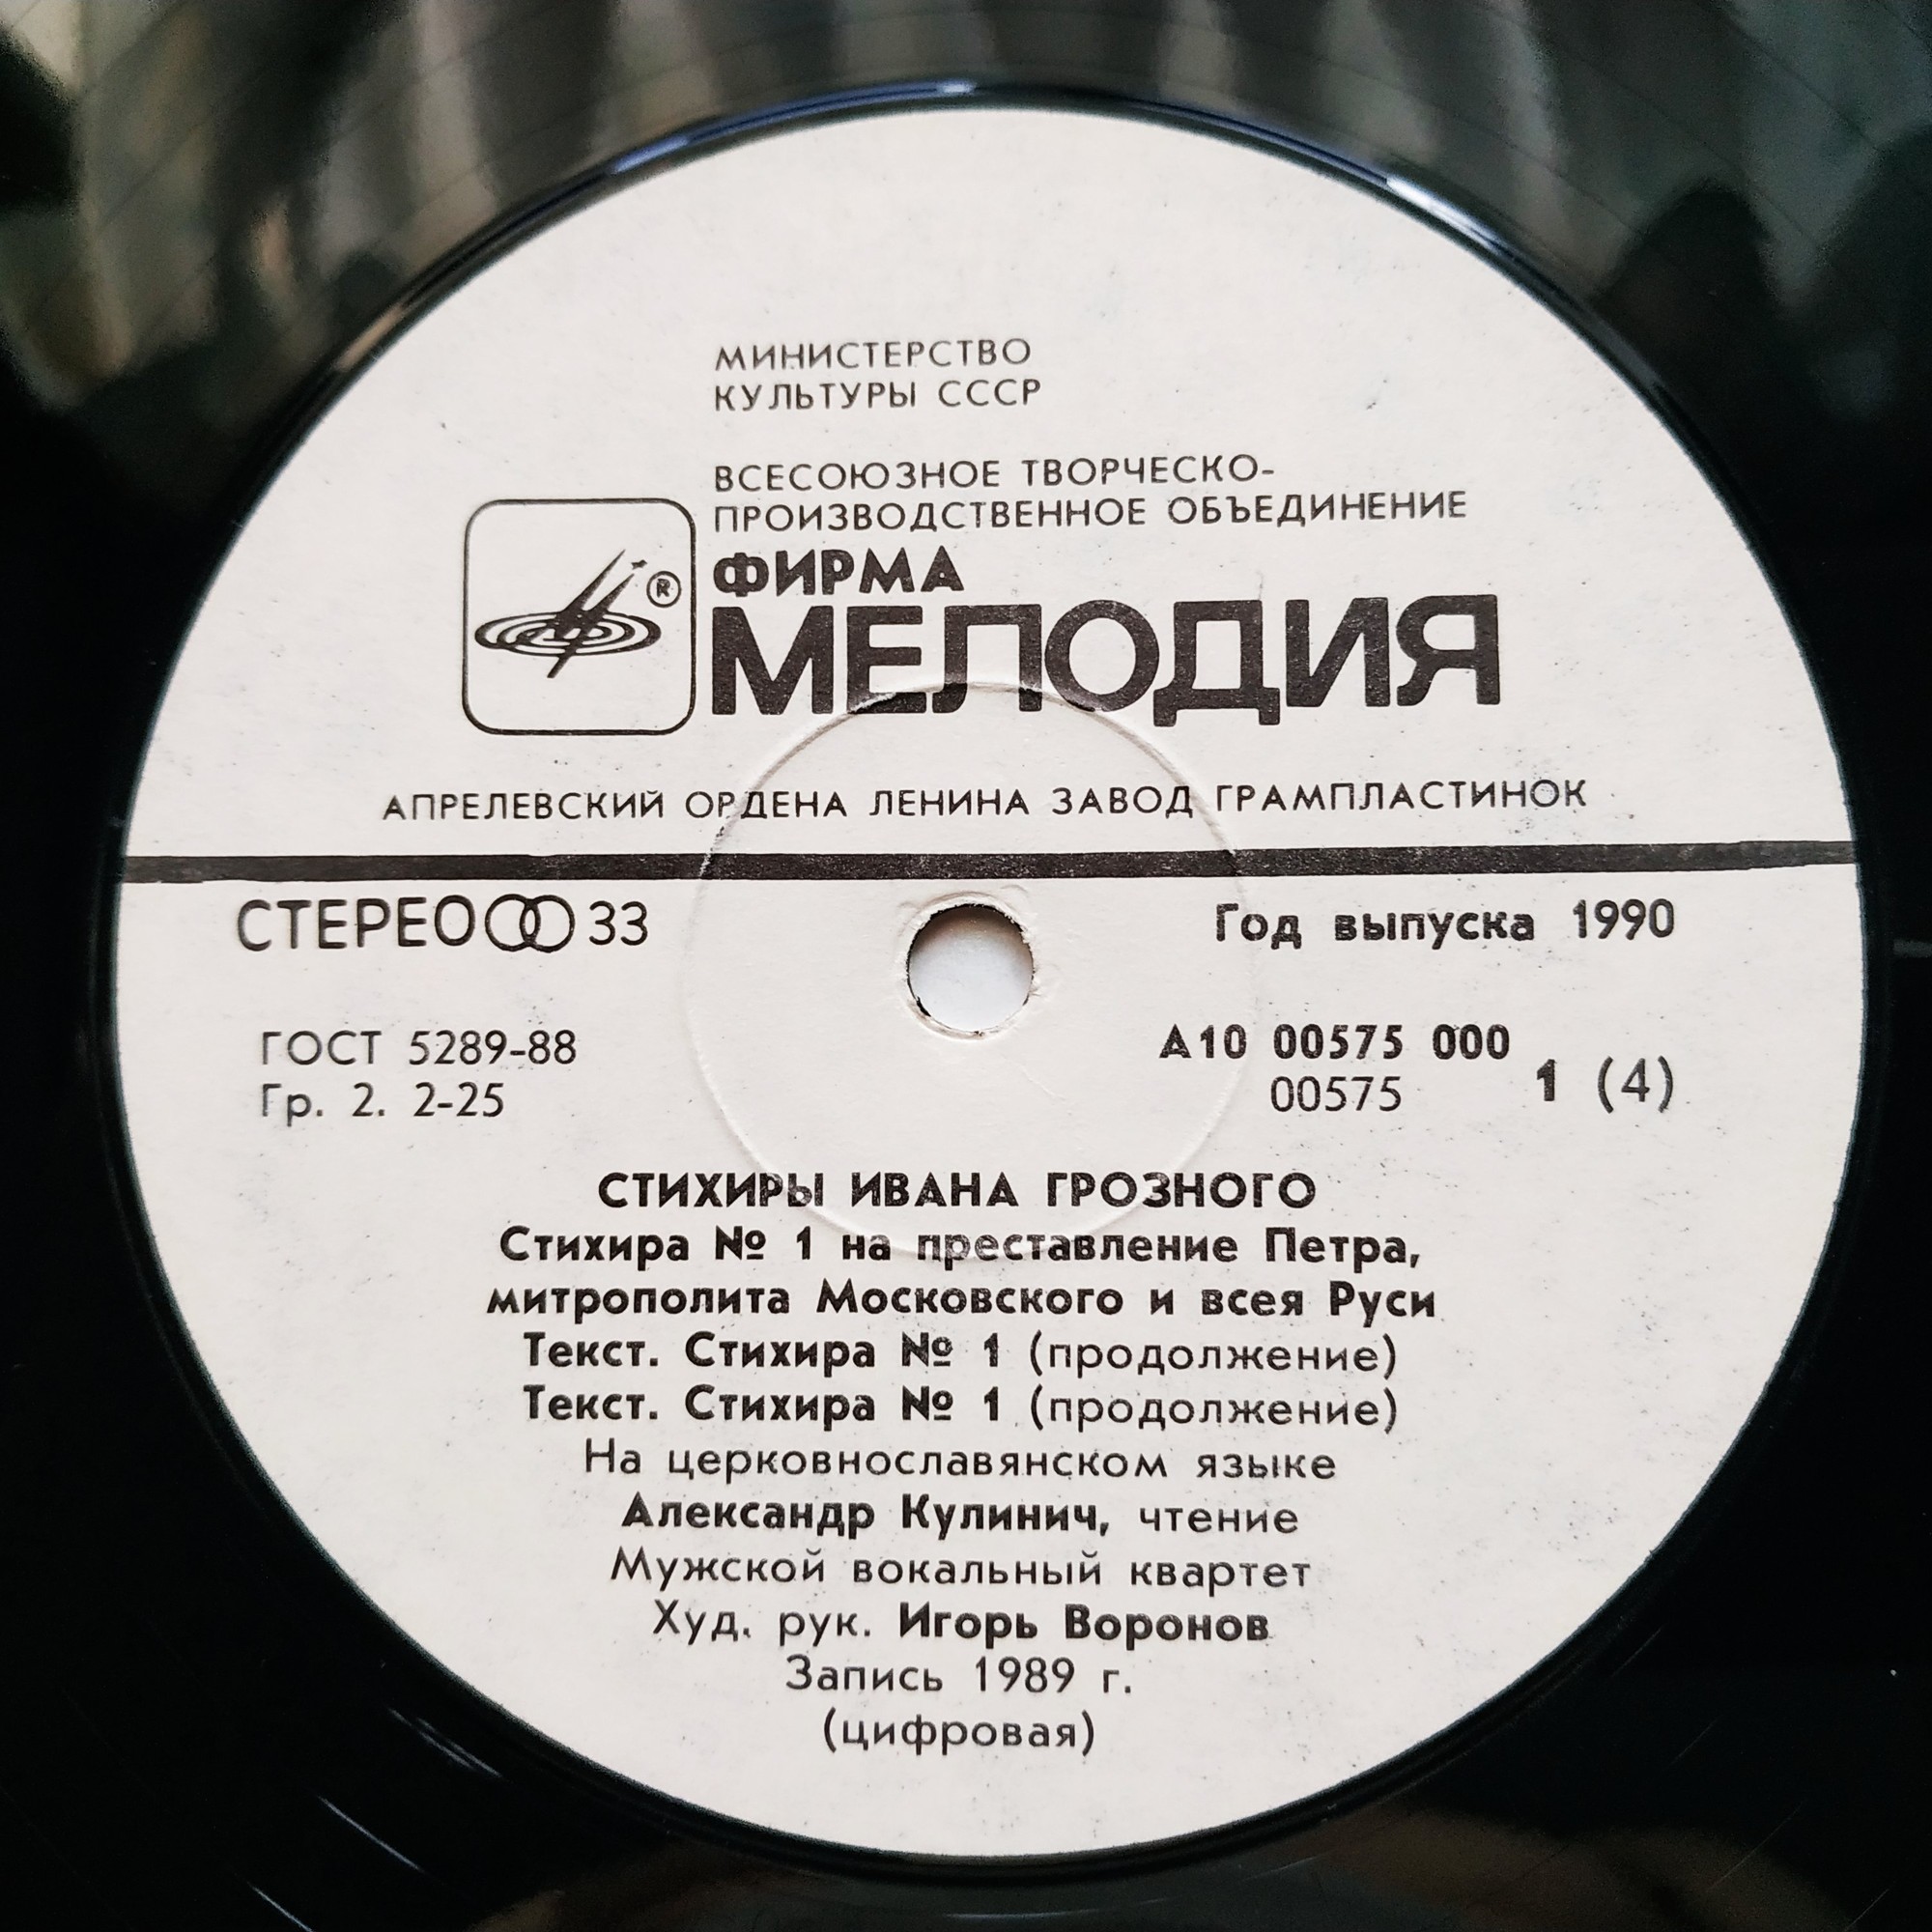 МИНИСТЕРСТВО
КУЛЬТУРЫ СССР
ВСЕСОЮЗНОЕ ТВОРЧЕСКО-
ПРОИЗВОДСТВЕННОЕ ОБЪЕДИНЕНИЕ
ФИРМА
®
МЕЛОДИЯ
АПРЕЛЕВСКИЙ ОРДЕНА ЛЕНИНА ЗАВОД ГРАМПЛАСТИНОК
СТЕРЕО 33
Год выпуска 1990
ГОСТ 5289-88
Гр. 2. 2-25
А10 00575 000
00575
1 (4)
СТИХИРЫ ИВАНА ГРОЗНОГО
Стихира № 1 на преставление Петра,
митрополита Московского и всея Руси
Текст. Стихира № 1 (продолжение)
Текст. Стихира № 1 (продолжение)
На церковнославянском языке
Александр Кулинич, чтение
Мужской вокальный квартет
Худ. рук. Игорь Воронов
Запись 1989 г.
(цифровая)